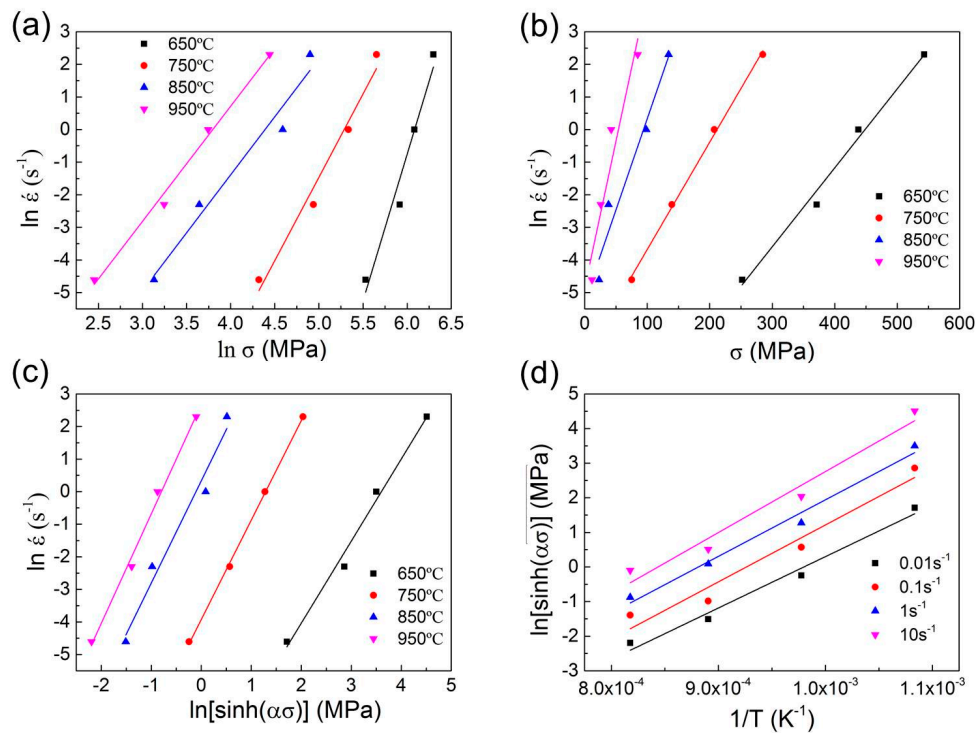 (a)
3
2
1
0
-1
-2
-3
-4
-5
ln έ (s⁻¹)
650ºC
750ºC
850ºC
950ºC
2.5 3.0 3.5 4.0 4.5 5.0 5.5 6.0 6.5
ln σ (MPa)
(b)
3
2
1
0
-1
-2
-3
-4
-5
ln έ (s⁻¹)
650ºC
750ºC
850ºC
950ºC
0 100 200 300 400 500 600
σ (MPa)
(c)
3
2
1
0
-1
-2
-3
-4
-5
ln έ (s⁻¹)
650ºC
750ºC
850ºC
950ºC
-2 -1 0 1 2 3 4 5
ln[sinh(ασ)] (MPa)
(d)
5
4
3
2
1
0
-1
-2
-3
ln[sinh(ασ)] (MPa)
0.01s⁻¹
0.1s⁻¹
1s⁻¹
10s⁻¹
8.0x10⁻⁴ 9.0x10⁻⁴ 1.0x10⁻³ 1.1x10⁻³
1/T (K⁻¹)